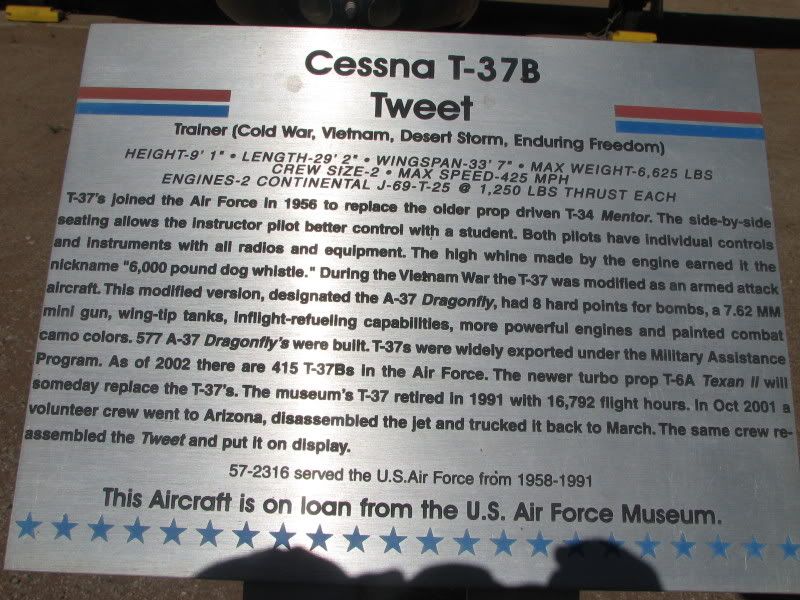 Cessna T-37B
Tweet
Trainer (Cold War, Vietnam, Desert Storm, Enduring Freedom)
HEIGHT-9' 1" • LENGTH-29' 2" • WINGSPAN-33' 7" • MAX WEIGHT-6,625 LBS
CREW SIZE-2 • MAX SPEED-425 MPH
ENGINES-2 CONTINENTAL J-69-T-25 @ 1,250 LBS THRUST EACH
T-37's joined the Air Force in 1956 to replace the older prop driven T-34 Mentor. The side-by-side
seating allows the instructor pilot better control with a student. Both pilots have individual controls
and instruments with all radios and equipment. The high whine made by the engine earned it the
nickname "6,000 pound dog whistle." During the Vietnam War the T-37 was modified as an armed attack
aircraft. This modified version, designated the A-37 Dragonfly, had 8 hard points for bombs, a 7.62 MM
mini gun, wing-tip tanks, inflight-refueling capabilities, more powerful engines and painted combat
camo colors. 577 A-37 Dragonfly's were built. T-37s were widely exported under the Military Assistance
Program. As of 2002 there are 415 T-37Bs in the Air Force. The newer turbo prop T-6A Texan II will
someday replace the T-37's. The museum's T-37 retired in 1991 with 16,792 flight hours. In Oct 2001 a
volunteer crew went to Arizona, disassembled the jet and trucked it back to March. The same crew re-
assembled the Tweet and put it on display.
57-2316 served the U.S.Air Force from 1958-1991
This Aircraft is on loan from the U.S. Air Force Museum.